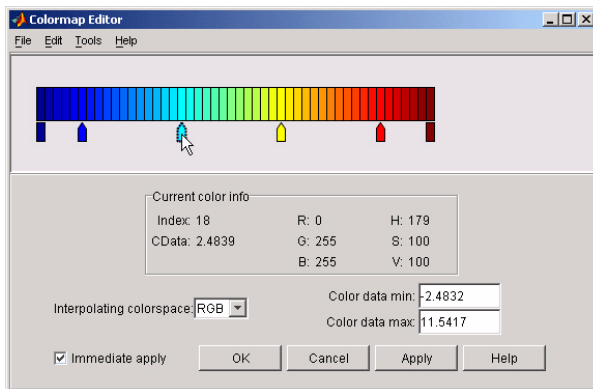 Colormap Editor
File Edit Tools Help
Current color info
Index: 18 R: 0 H: 179
CData: 2.4839 G: 255 S: 100
B: 255 V: 100
Interpolating colorspace: RGB
Color data min: -2.4832
Color data max: 11.5417
Immediate apply OK Cancel Apply Help